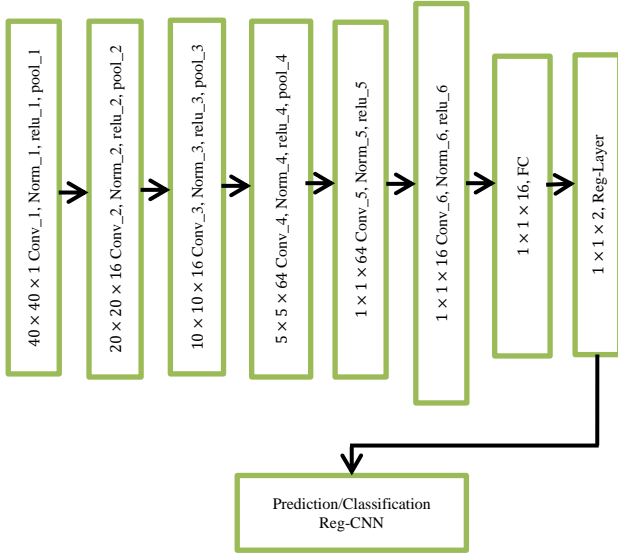 40 × 40 × 1 Conv_1, Norm_1, relu_1, pool_1
20 × 20 × 16 Conv_2, Norm_2, relu_2, pool_2
10 × 10 × 16 Conv_3, Norm_3, relu_3, pool_3
5 × 5 × 64 Conv_4, Norm_4, relu_4, pool_4
1 × 1 × 64 Conv_5, Norm_5, relu_5
1 × 1 × 16 Conv_6, Norm_6, relu_6
1 × 1 × 16, FC
1 × 1 × 2, Reg-Layer
Prediction/Classification
Reg-CNN